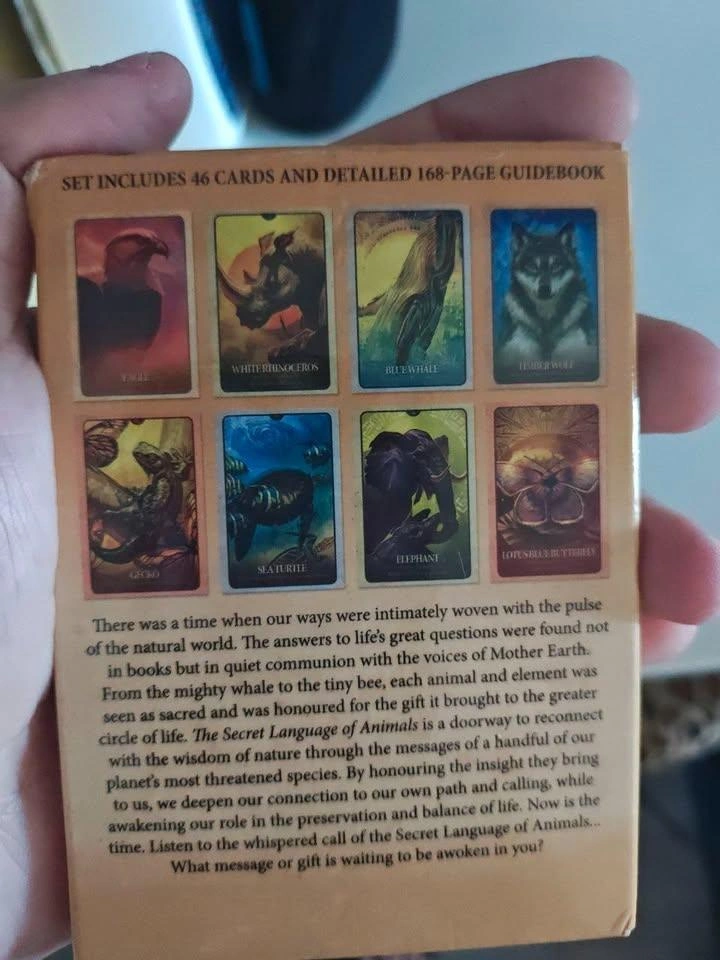 SET INCLUDES 46 CARDS AND DETAILED 168-PAGE GUIDEBOOK
EAGLE
WHITE RHINOCEROS
BLUE WHALE
TIMBER WOLF
GECKO
SEA TURTLE
ELEPHANT
LOTUS BLUE BUTTERFLY
There was a time when our ways were intimately woven with the pulse
of the natural world. The answers to life's great questions were found not
in books but in quiet communion with the voices of Mother Earth.
From the mighty whale to the tiny bee, each animal and element was
seen as sacred and was honoured for the gift it brought to the greater
circle of life. The Secret Language of Animals is a doorway to reconnect
with the wisdom of nature through the messages of a handful of our
planet's most threatened species. By honouring the insight they bring
to us, we deepen our connection to our own path and calling, while
awakening our role in the preservation and balance of life. Now is the
time. Listen to the whispered call of the Secret Language of Animals...
What message or gift is waiting to be awoken in you?